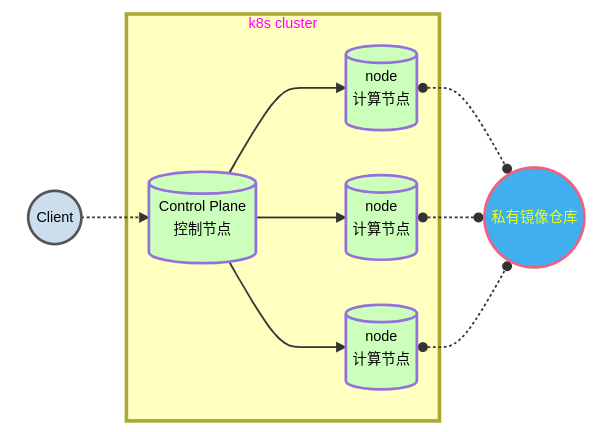 k8s cluster
node
计算节点
Client
Control Plane
控制节点
node
计算节点
私有镜像仓库
node
计算节点